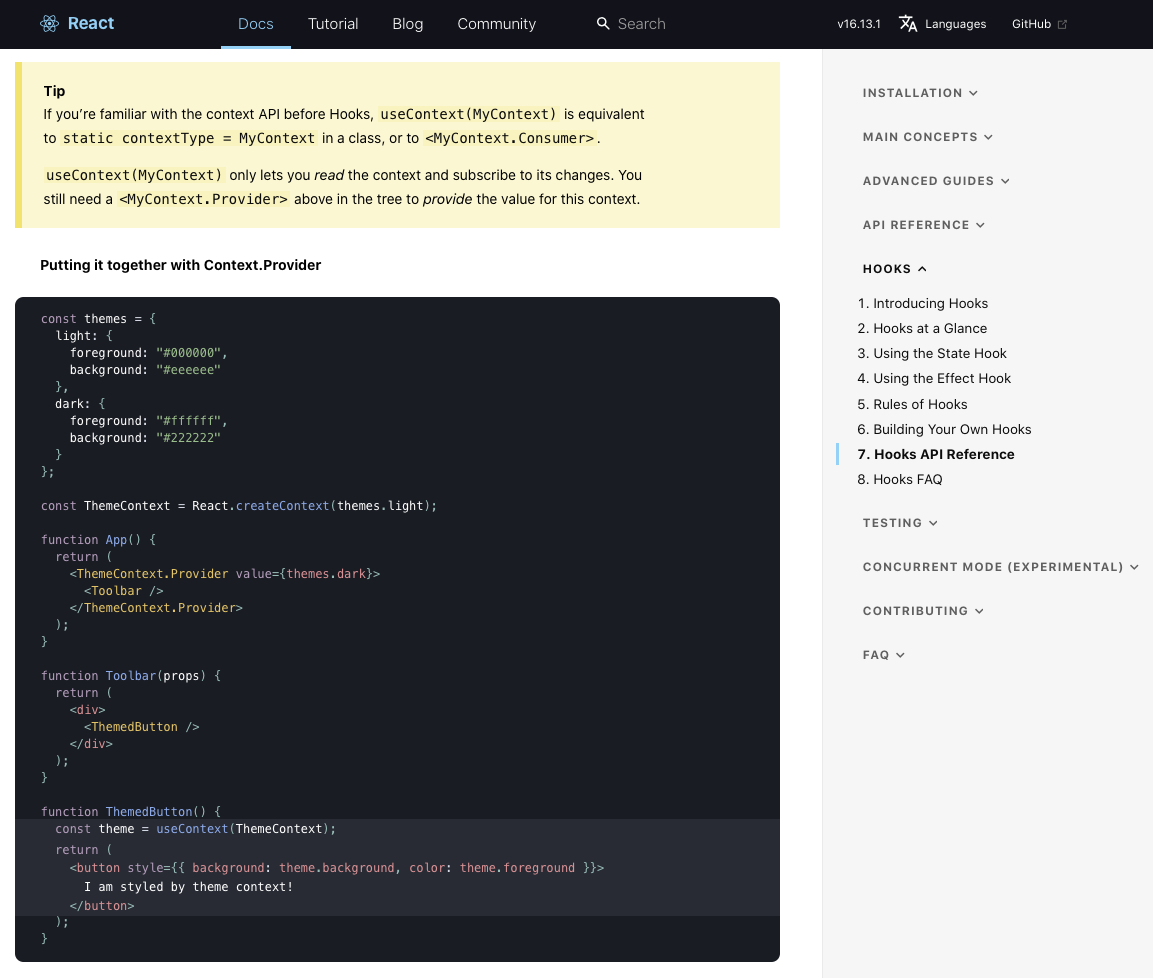 React
Docs
Tutorial
Blog
Community
Search
v16.13.1
Languages
GitHub
Tip
If you’re familiar with the context API before Hooks, useContext(MyContext) is equivalent
to static contextType = MyContext in a class, or to <MyContext.Consumer>.
useContext(MyContext) only lets you read the context and subscribe to its changes. You
still need a <MyContext.Provider> above in the tree to provide the value for this context.
Putting it together with Context.Provider
const themes = {
  light: {
    foreground: "#000000",
    background: "#eeeeee"
  },
  dark: {
    foreground: "#ffffff",
    background: "#222222"
  }
};
const ThemeContext = React.createContext(themes.light);
function App() {
  return (
    <ThemeContext.Provider value={themes.dark}>
      <Toolbar />
    </ThemeContext.Provider>
  );
}
function Toolbar(props) {
  return (
    <div>
      <ThemedButton />
    </div>
  );
}
function ThemedButton() {
  const theme = useContext(ThemeContext);
  return (
    <button style={{ background: theme.background, color: theme.foreground }}>
      I am styled by theme context!
    </button>
  );
}
INSTALLATION
MAIN CONCEPTS
ADVANCED GUIDES
API REFERENCE
HOOKS
1. Introducing Hooks
2. Hooks at a Glance
3. Using the State Hook
4. Using the Effect Hook
5. Rules of Hooks
6. Building Your Own Hooks
7. Hooks API Reference
8. Hooks FAQ
TESTING
CONCURRENT MODE (EXPERIMENTAL)
CONTRIBUTING
FAQ